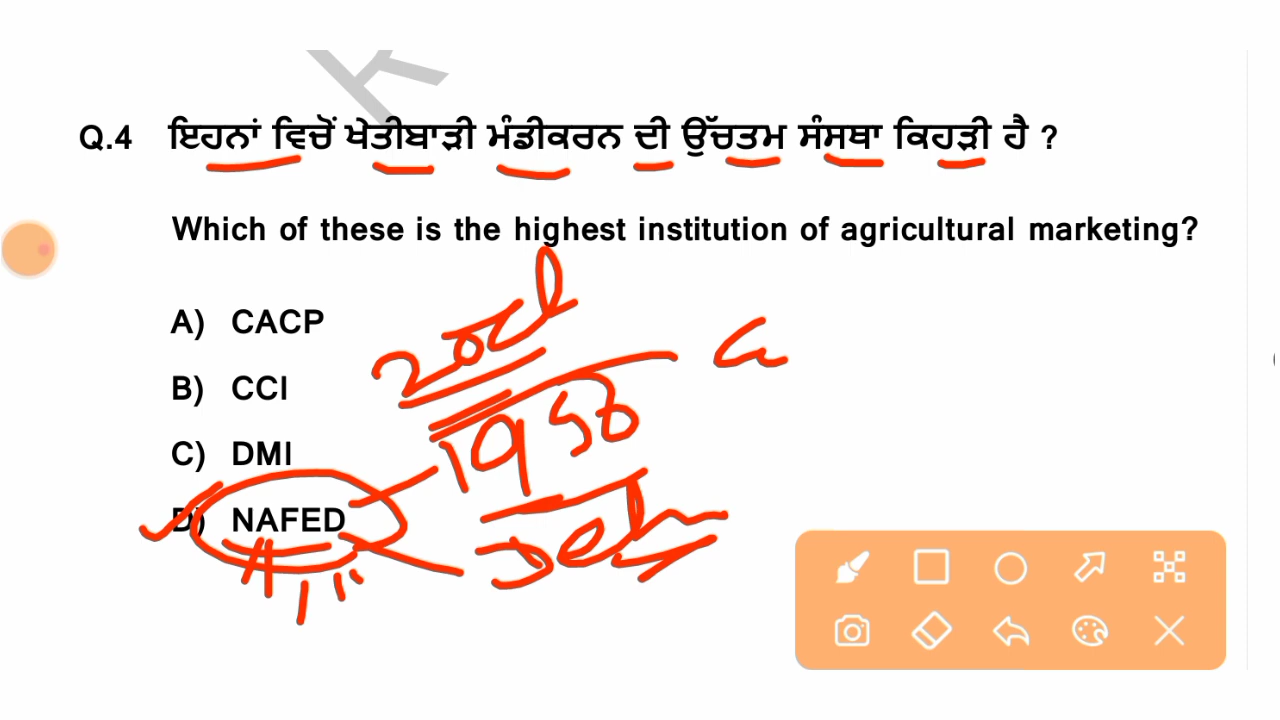 Q.4 ਇਹਨਾਂ ਵਿਚੋਂ ਖੇਤੀਬਾੜੀ ਮੰਡੀਕਰਨ ਦੀ ਉੱਚਤਮ ਸੰਸਥਾ ਕਿਹੜੀ ਹੈ ?
Which of these is the highest institution of agricultural marketing?
A) CACP
B) CCI
C) DMI
D) NAFED
1958